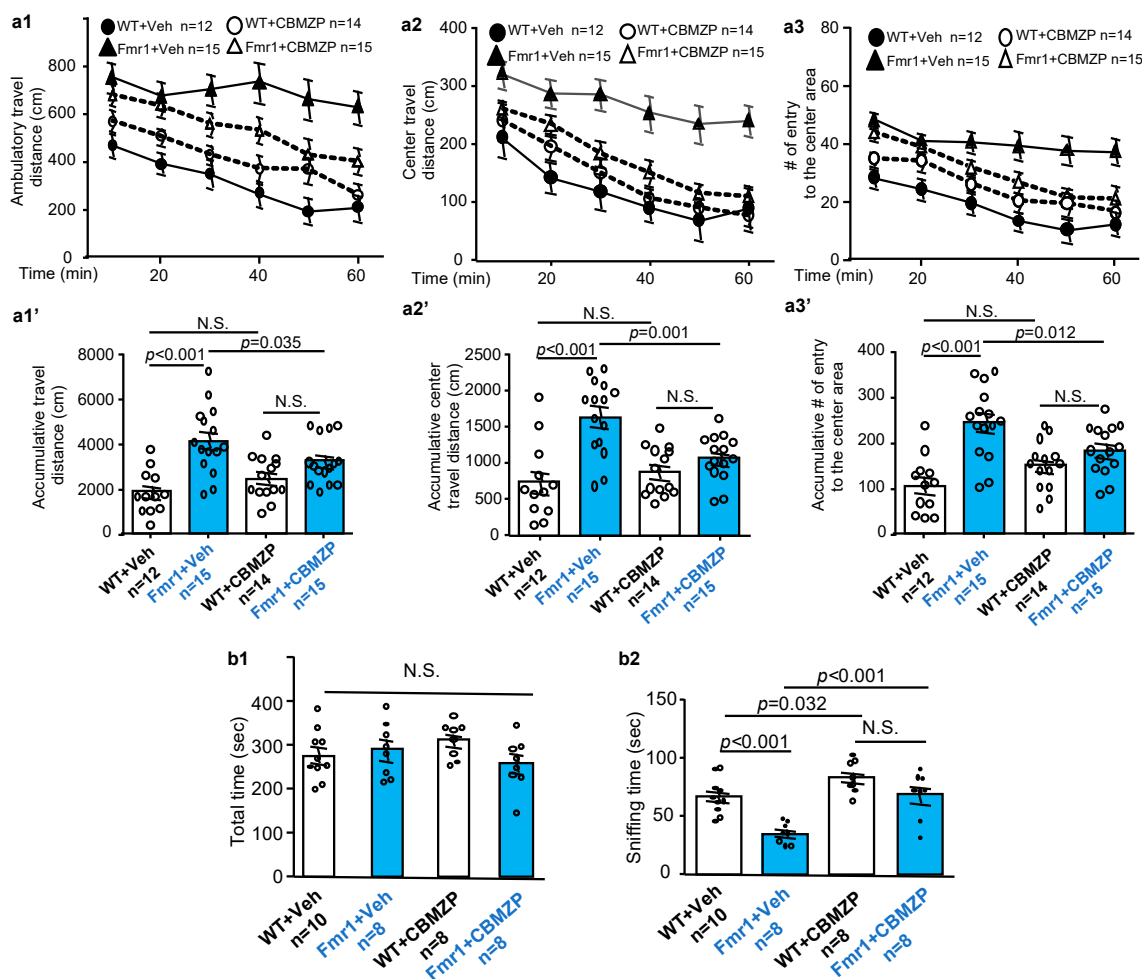 a1
WT+Veh n=12
WT+CBMZP n=14
Fmr1+Veh n=15
Fmr1+CBMZP n=15
Ambulatory travel
distance (cm)
800
600
400
200
0
Time (min)
20
40
60
a2
WT+Veh n=12
WT+CBMZP n=14
Fmr1+Veh n=15
Fmr1+CBMZP n=15
Center travel
distance (cm)
400
300
200
100
0
Time (min)
20
40
60
a3
WT+Veh n=12
WT+CBMZP n=14
Fmr1+Veh n=15
Fmr1+CBMZP n=15
# of entry
to the center area
80
60
40
20
0
Time (min)
20
40
60
a1’
N.S.
p<0.001
p=0.035
N.S.
Accumulative travel
distance (cm)
8000
6000
4000
2000
0
WT+Veh
n=12
Fmr1+Veh
n=15
WT+CBMZP
n=14
Fmr1+CBMZP
n=15
a2’
N.S.
p=0.001
p<0.001
N.S.
Accumulative center
travel distance (cm)
2500
2000
1500
1000
500
0
WT+Veh
n=12
Fmr1+Veh
n=15
WT+CBMZP
n=14
Fmr1+CBMZP
n=15
a3’
N.S.
p=0.012
p<0.001
N.S.
Accumulative # of entry
to the center area
400
300
200
100
0
WT+Veh
n=12
Fmr1+Veh
n=15
WT+CBMZP
n=14
Fmr1+CBMZP
n=15
b1
N.S.
Total time (sec)
400
300
200
100
0
WT+Veh
n=10
Fmr1+Veh
n=8
WT+CBMZP
n=8
Fmr1+CBMZP
n=8
b2
p<0.001
p=0.032
p<0.001
N.S.
Sniffing time (sec)
150
100
50
0
WT+Veh
n=10
Fmr1+Veh
n=8
WT+CBMZP
n=8
Fmr1+CBMZP
n=8